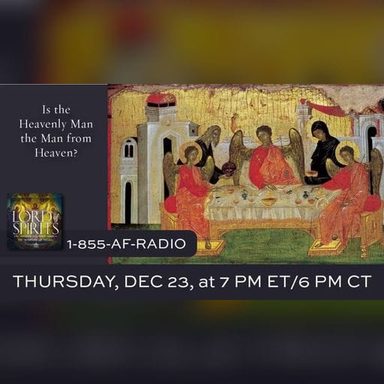 Is the
Heavenly Man
the Man from
Heaven?
LORD of
SPIRITS
1-855-AF-RADIO
THURSDAY, DEC 23, at 7 PM ET/6 PM CT